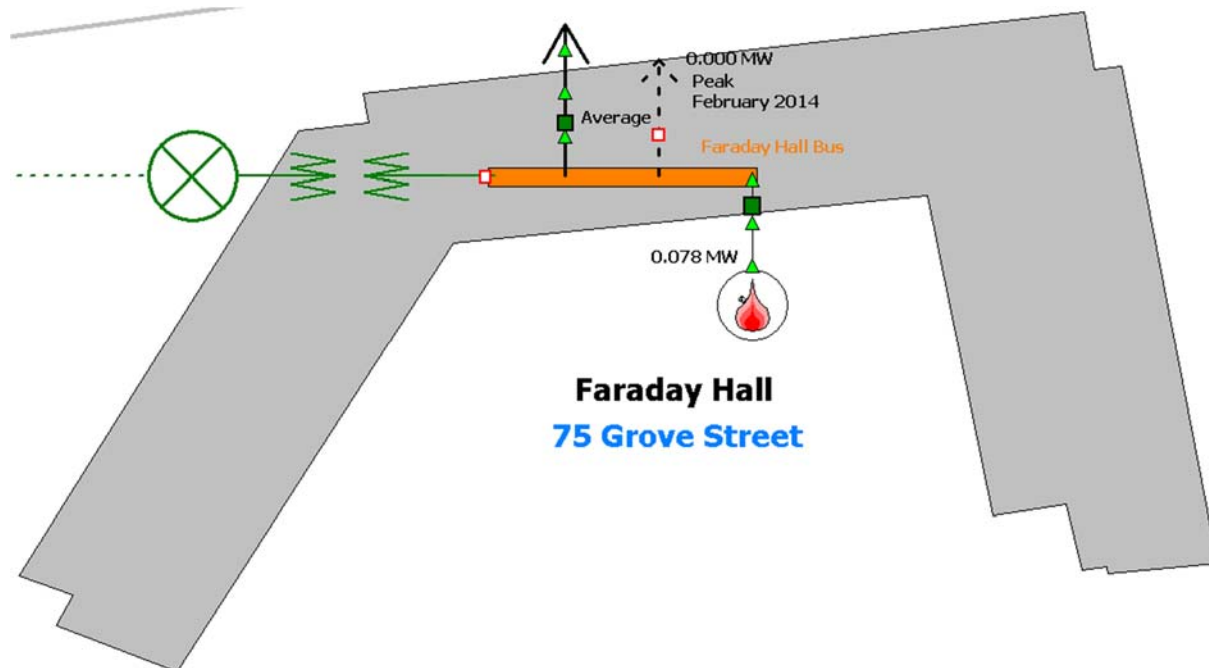 0.000 MW
Peak
February 2014
Average
Faraday Hall Bus
0.078 MW
Faraday Hall
75 Grove Street